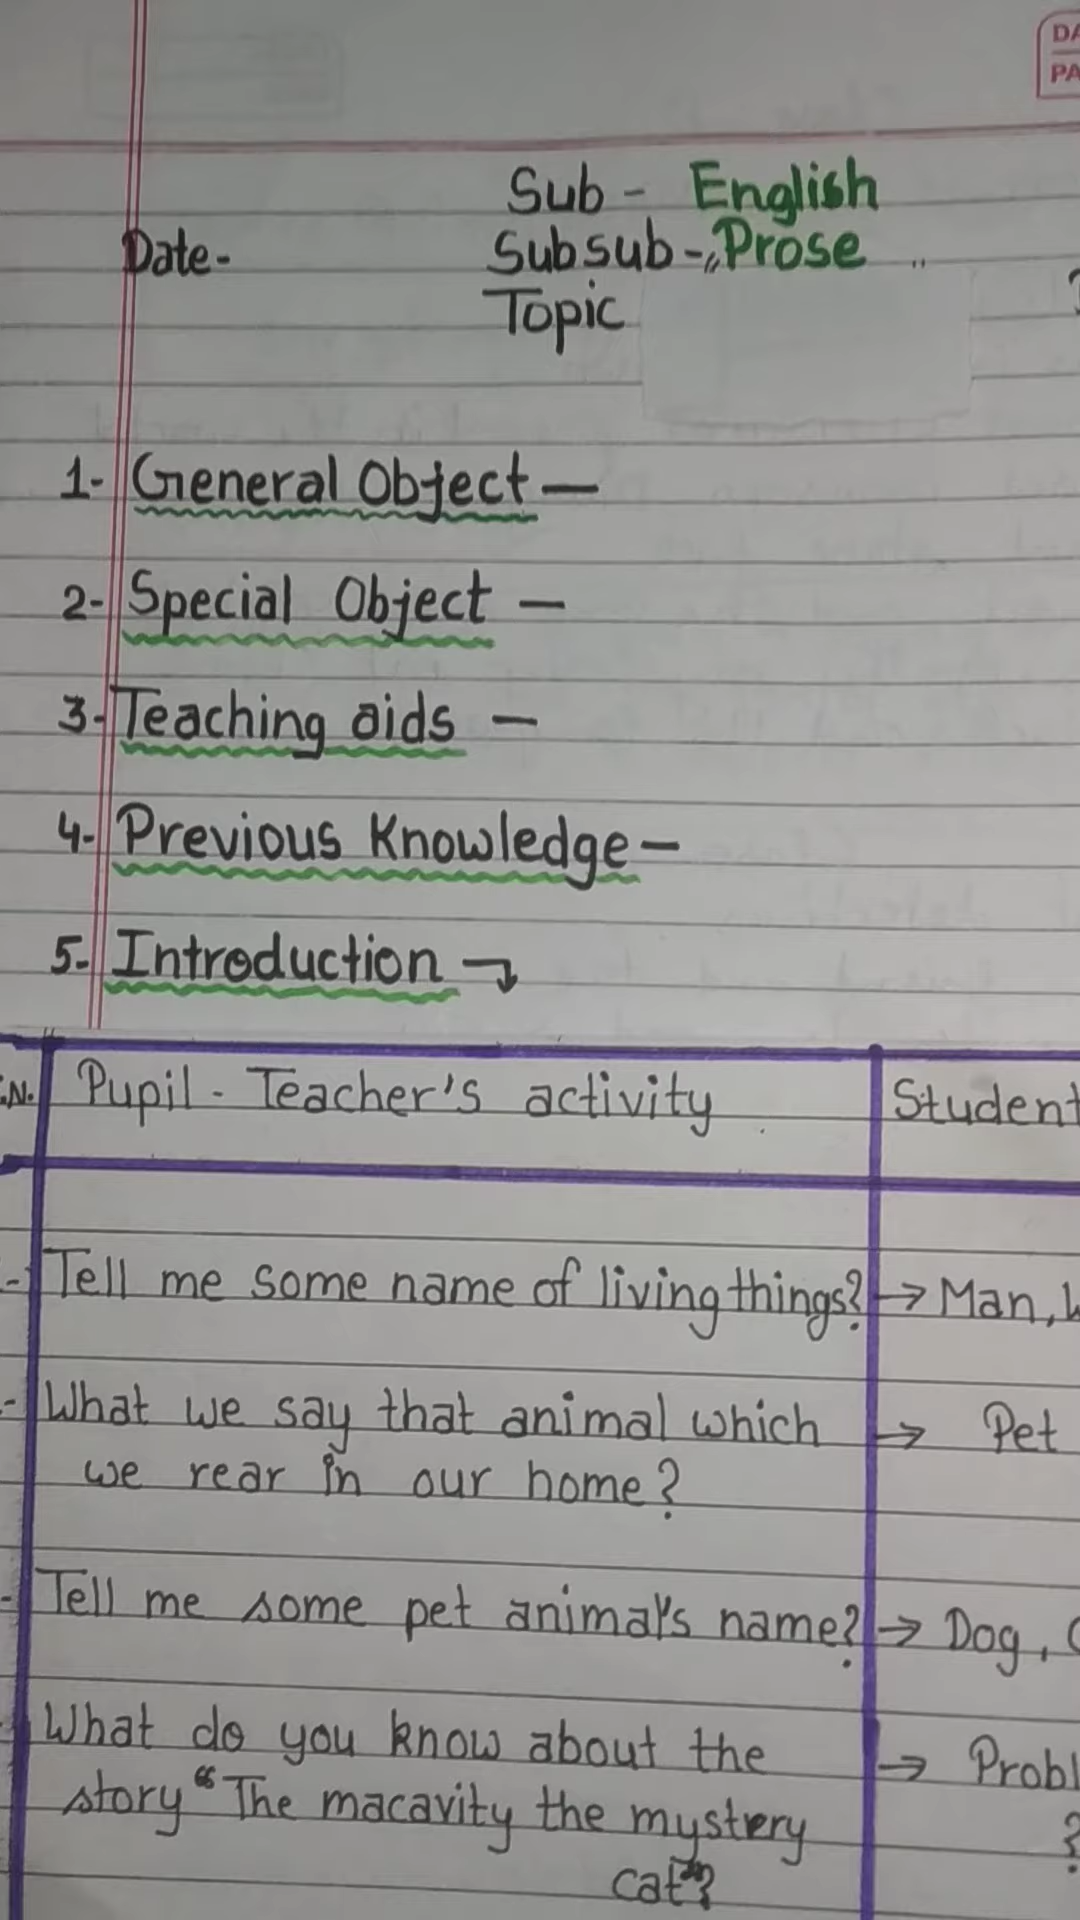 Sub - English
Date-
Subsub-„Prose ..
Topic
1- General Object —
2- Special Object —
3- Teaching aids —
4- Previous Knowledge —
5- Introduction →
.N. Pupil - Teacher's activity Student
- Tell me some name of living things? → Man,
- What we say that animal which → Pet
we rear in our home?
- Tell me some pet animal's name? → Dog,
What do you know about the → Probl
story “The macavity the mystery
?
cat”?